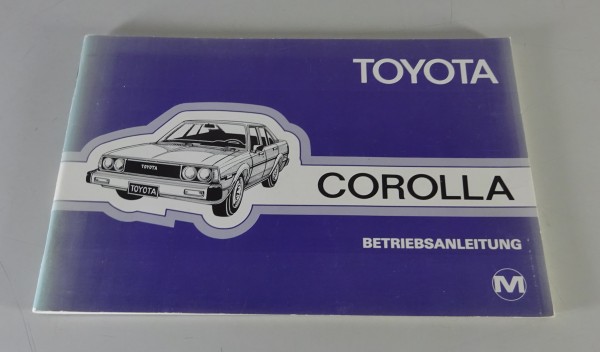 TOYOTA
TOYOTA
TOYOTA
COROLLA
BETRIEBSANLEITUNG
M